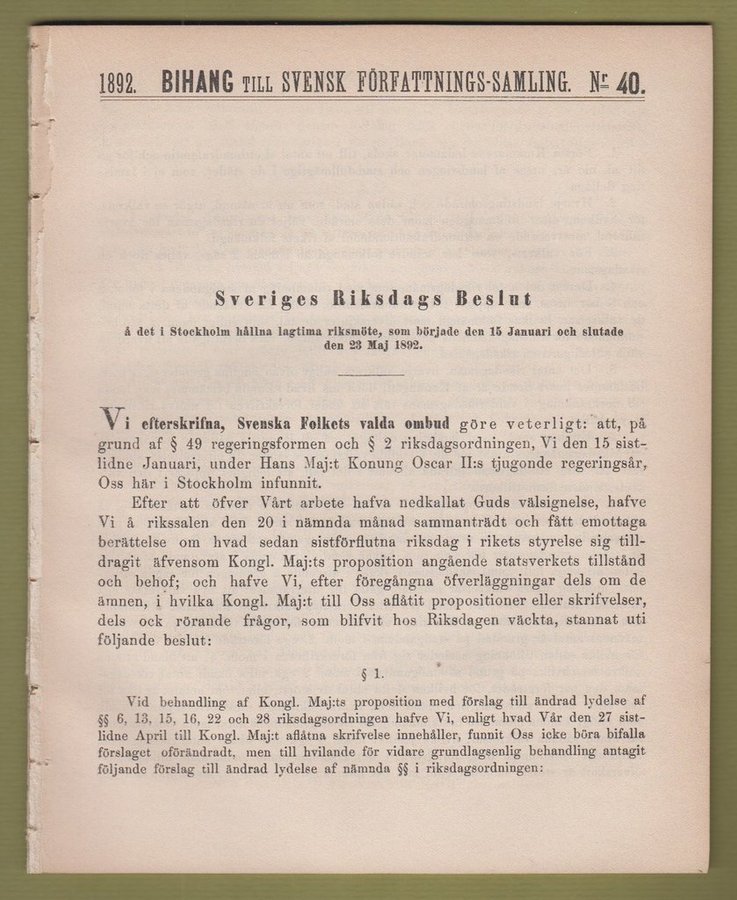 1892. BIHANG TILL SVENSK FÖRFATTNINGS-SAMLING. Nr 40.
Sveriges Riksdags Beslut
å det i Stockholm hållna lagtima riksmöte, som började den 15 Januari och slutade
den 23 Maj 1892.
Vi efterskrifna, Svenska Folkets valda ombud göre veterligt: att, på
grund af § 49 regeringsformen och § 2 riksdagsordningen, Vi den 15 sist-
lidne Januari, under Hans Maj:t Konung Oscar II:s tjugonde regeringsår,
Oss här i Stockholm infunnit.
Efter att öfver Vårt arbete hafva nedkallat Guds välsignelse, hafve
Vi å rikssalen den 20 i nämnda månad sammanträdt och fått emottaga
berättelse om hvad sedan sistförflutna riksdag i rikets styrelse sig till-
dragit äfvensom Kongl. Maj:ts proposition angående statsverkets tillstånd
och behof; och hafve Vi, efter föregångna öfverläggningar dels om de
ämnen, i hvilka Kongl. Maj:t till Oss aflåtit propositioner eller skrifvelser,
dels ock rörande frågor, som blifvit hos Riksdagen väckta, stannat uti
följande beslut:
§ 1.
Vid behandling af Kongl. Maj:ts proposition med förslag till ändrad lydelse af
§§ 6, 13, 15, 16, 22 och 28 riksdagsordningen hafve Vi, enligt hvad Vår den 27 sist-
lidne April till Kongl. Maj:t aflåtna skrifvelse innehåller, funnit Oss icke böra bifalla
förslaget oförändradt, men till hvilande för vidare grundlagsenlig behandling antagit
följande förslag till ändrad lydelse af nämnda §§ i riksdagsordningen: